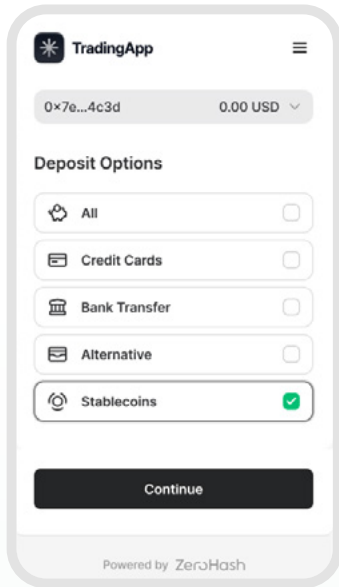 TradingApp
0×7e...4c3d 0.00 USD
Deposit Options
All
Credit Cards
Bank Transfer
Alternative
Stablecoins
Continue
Powered by ZeroHash